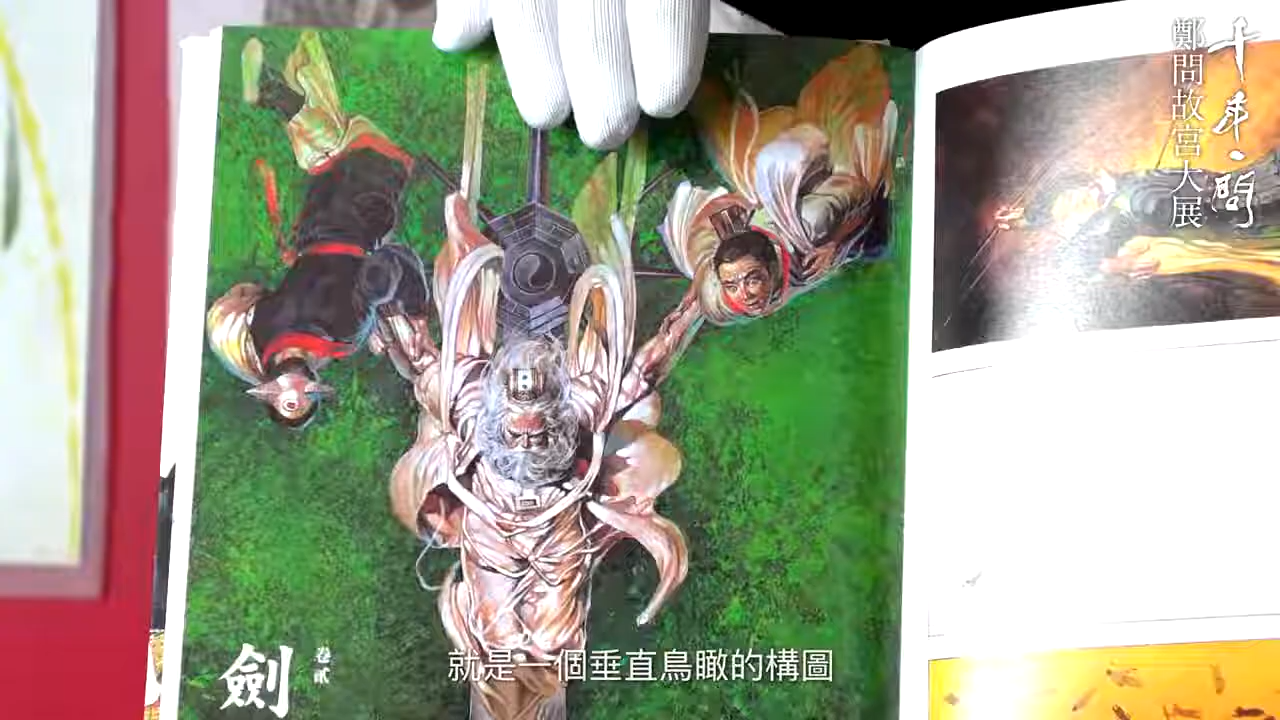 千年一問
鄭問故宮大展
劍
卷貳
就是一個垂直鳥瞰的構圖